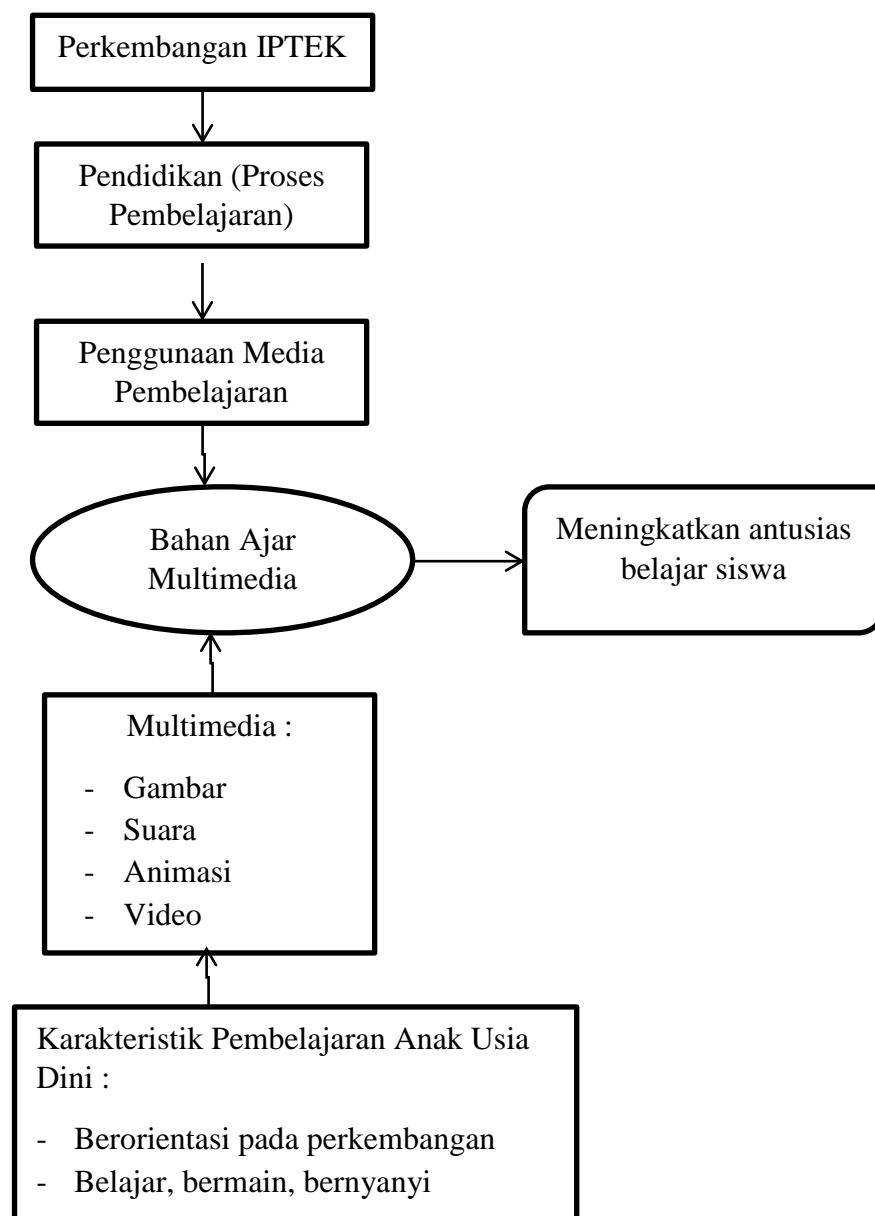 Perkembangan IPTEK
Pendidikan (Proses
Pembelajaran)
Penggunaan Media
Pembelajaran
Bahan Ajar
Multimedia
Meningkatkan antusias
belajar siswa
Multimedia :
- Gambar
- Suara
- Animasi
- Video
Karakteristik Pembelajaran Anak Usia
Dini :
- Berorientasi pada perkembangan
- Belajar, bermain, bernyanyi